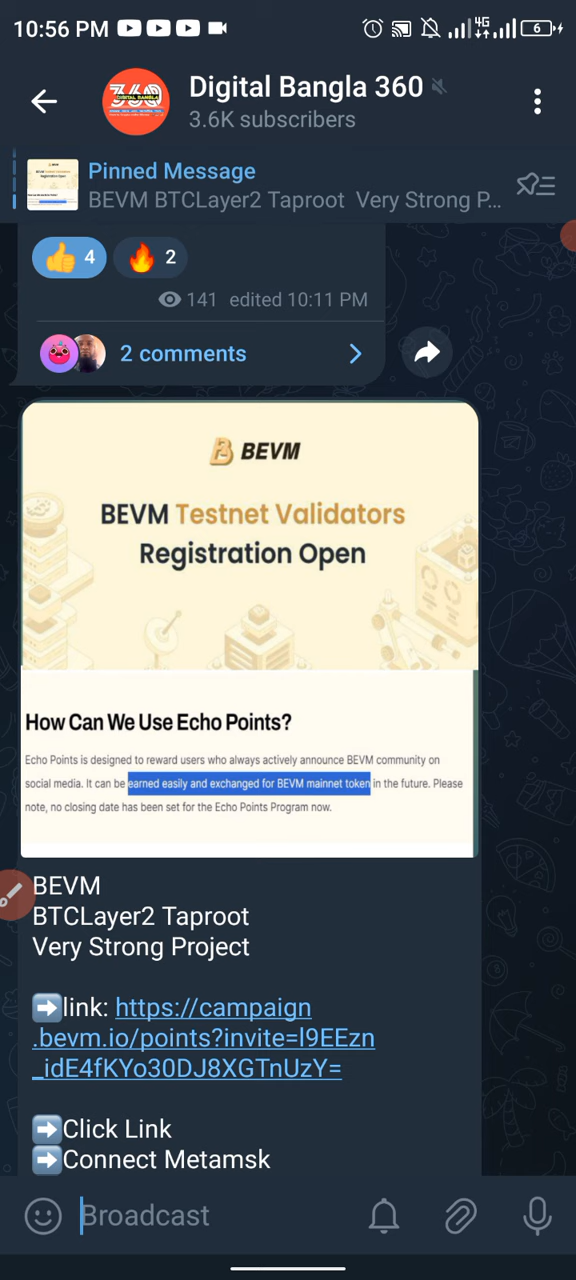 10:56 PM
4G
6
360
DIGITAL BANGLA
Digital Bangla 360
3.6K subscribers
Pinned Message
BEVM BTCLayer2 Taproot Very Strong P...
👍 4 🔥 2
141 edited 10:11 PM
2 comments
BEVM
BEVM Testnet Validators
Registration Open
How Can We Use Echo Points?
Echo Points is designed to reward users who always actively announce BEVM community on
social media. It can be earned easily and exchanged for BEVM mainnet token in the future. Please
note, no closing date has been set for the Echo Points Program now.
BEVM
BTCLayer2 Taproot
Very Strong Project
➡️link: https://campaign
.bevm.io/points?invite=l9EEzn
_idE4fKYo30DJ8XGTnUzY=
➡️Click Link
➡️Connect Metamsk
Broadcast